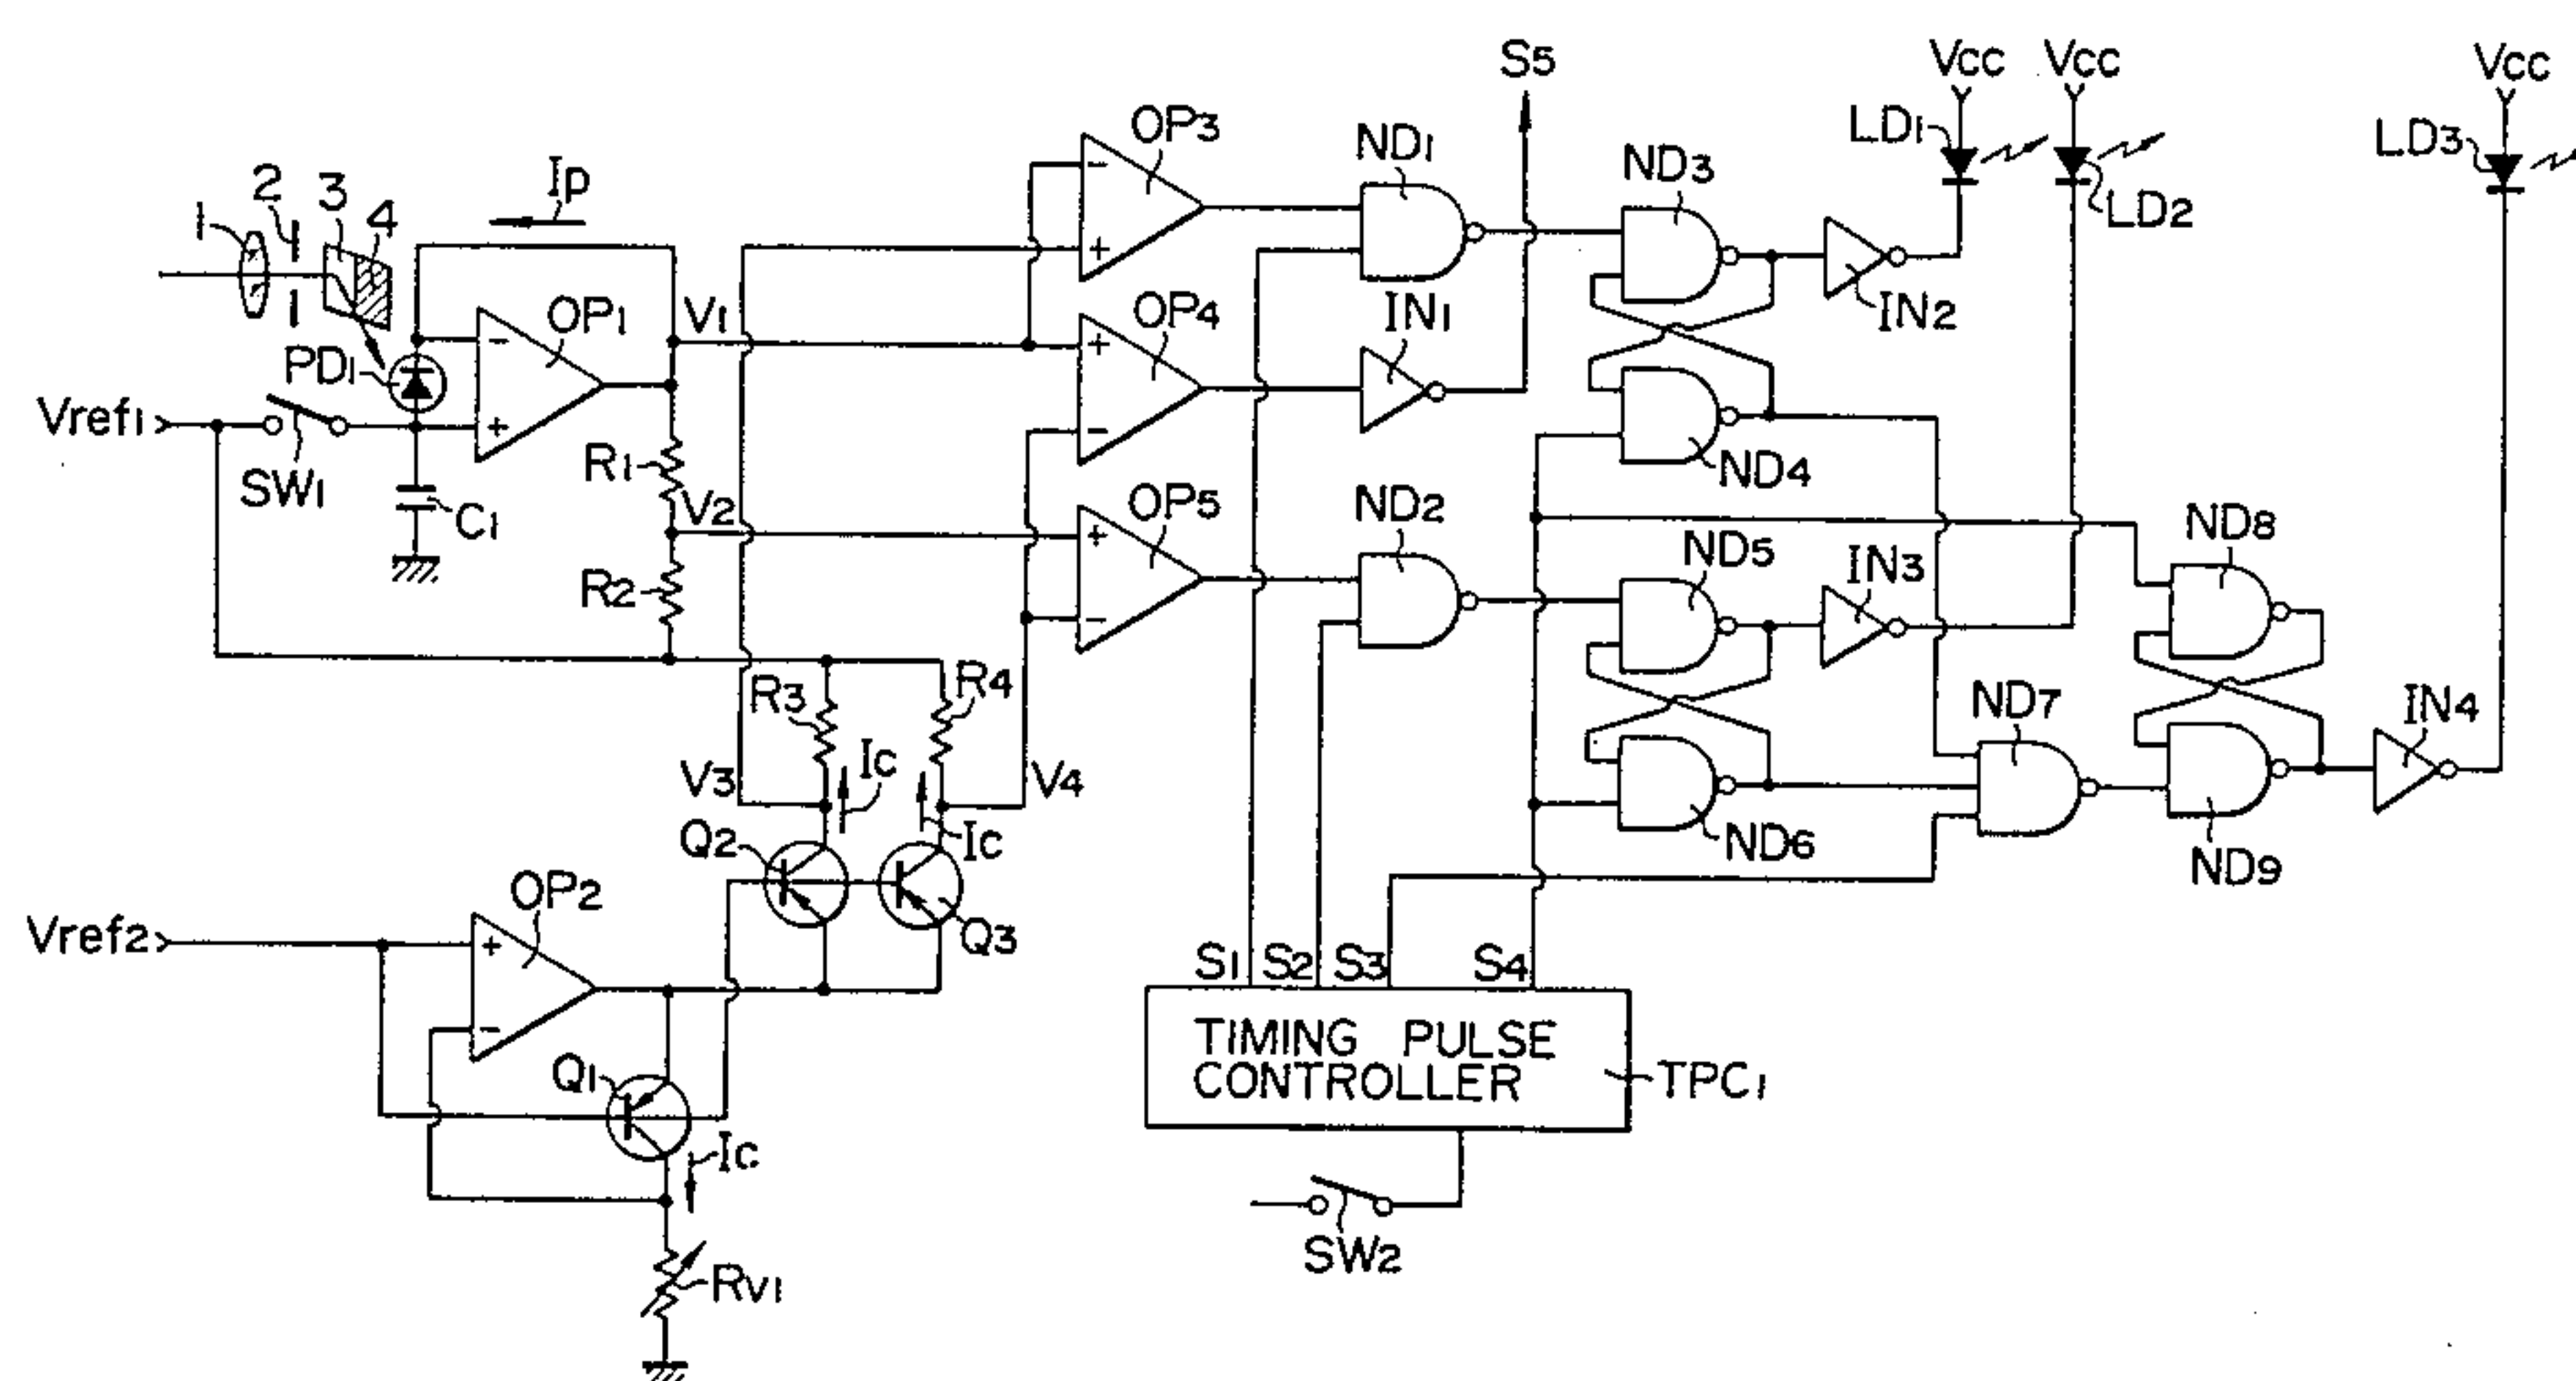 S5
Vcc
Vcc
Vcc
OP3
ND1
ND3
LD1
LD2
LD3
1
2
3
4
Ip
OP1
V1
OP4
IN1
IN2
PD1
Vref1
SW1
C1
R1
ND4
V2
OP5
ND2
ND5
IN3
ND8
R2
R3
R4
ND7
IN4
V3
Ic
V4
Q2
Ic
ND6
ND9
OP2
Vref2
Q3
S1
S2
S3
S4
TIMING PULSE
CONTROLLER
TPC1
Q1
Ic
SW2
RV1